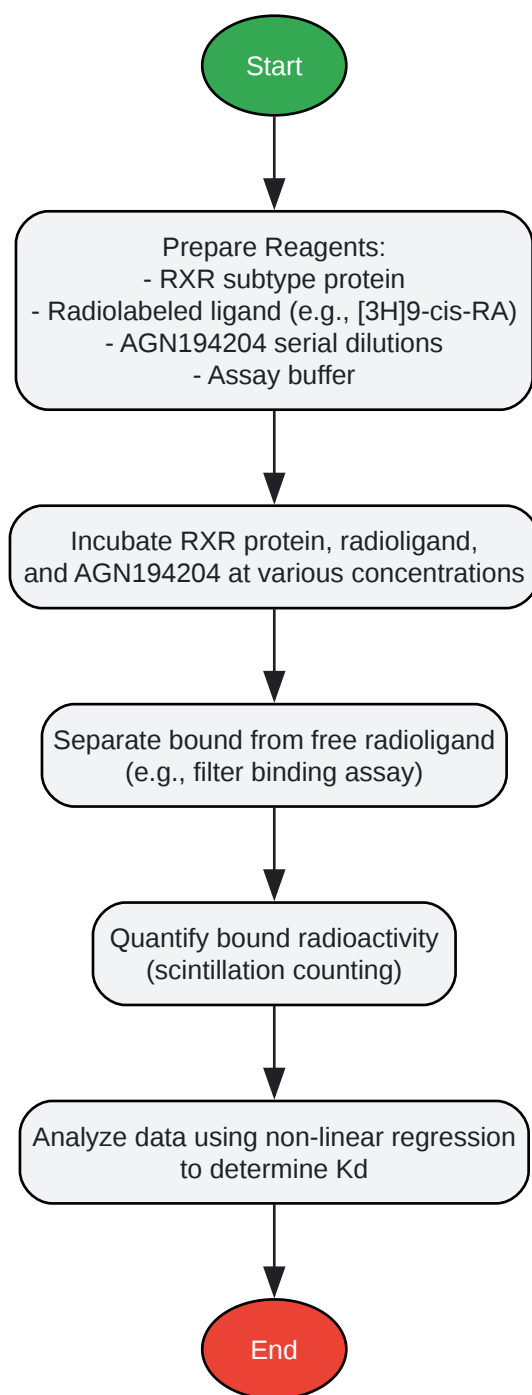 Start
Prepare Reagents:
- RXR subtype protein
- Radiolabeled ligand (e.g., [3H]9-cis-RA)
- AGN194204 serial dilutions
- Assay buffer
Incubate RXR protein, radioligand,
and AGN194204 at various concentrations
Separate bound from free radioligand
(e.g., filter binding assay)
Quantify bound radioactivity
(scintillation counting)
Analyze data using non-linear regression
to determine Kd
End